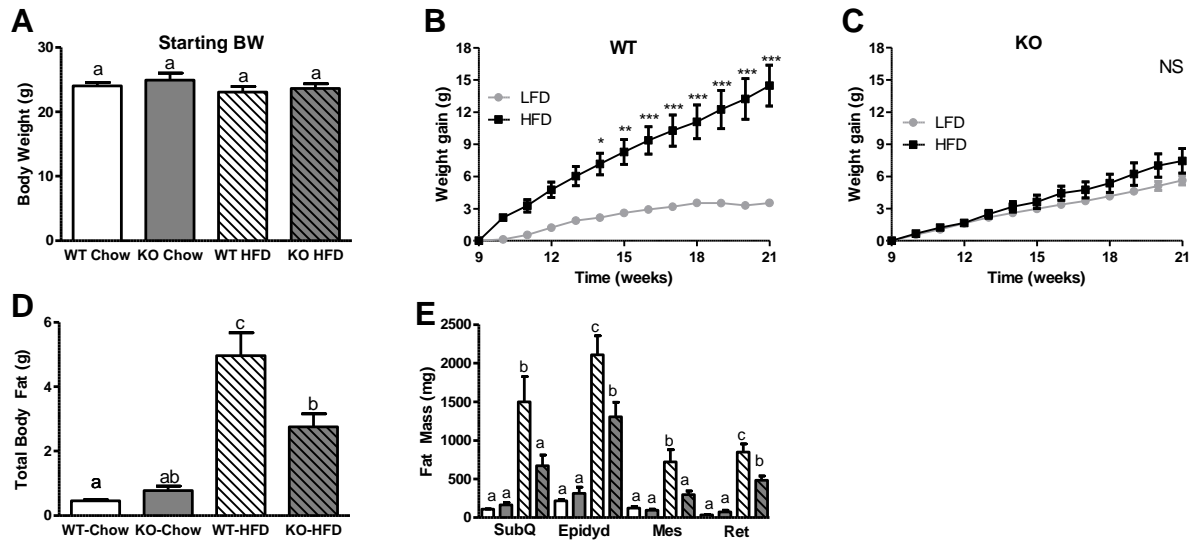 A
Starting BW
Body Weight (g)
30
20
10
0
a
a
a
a
WT Chow
KO Chow
WT HFD
KO HFD
B
WT
Weight gain (g)
18
15
12
9
6
3
0
LFD
HFD
*
**
***
***
***
***
***
***
9
12
15
18
21
Time (weeks)
C
KO
NS
Weight gain (g)
18
15
12
9
6
3
0
LFD
HFD
9
12
15
18
21
Time (weeks)
D
Total Body Fat (g)
6
4
2
0
a
ab
c
b
WT-Chow
KO-Chow
WT-HFD
KO-HFD
E
Fat Mass (mg)
2500
2000
1500
1000
500
0
a
a
b
a
a
a
c
b
a
a
b
a
a
a
c
b
SubQ
Epidyd
Mes
Ret